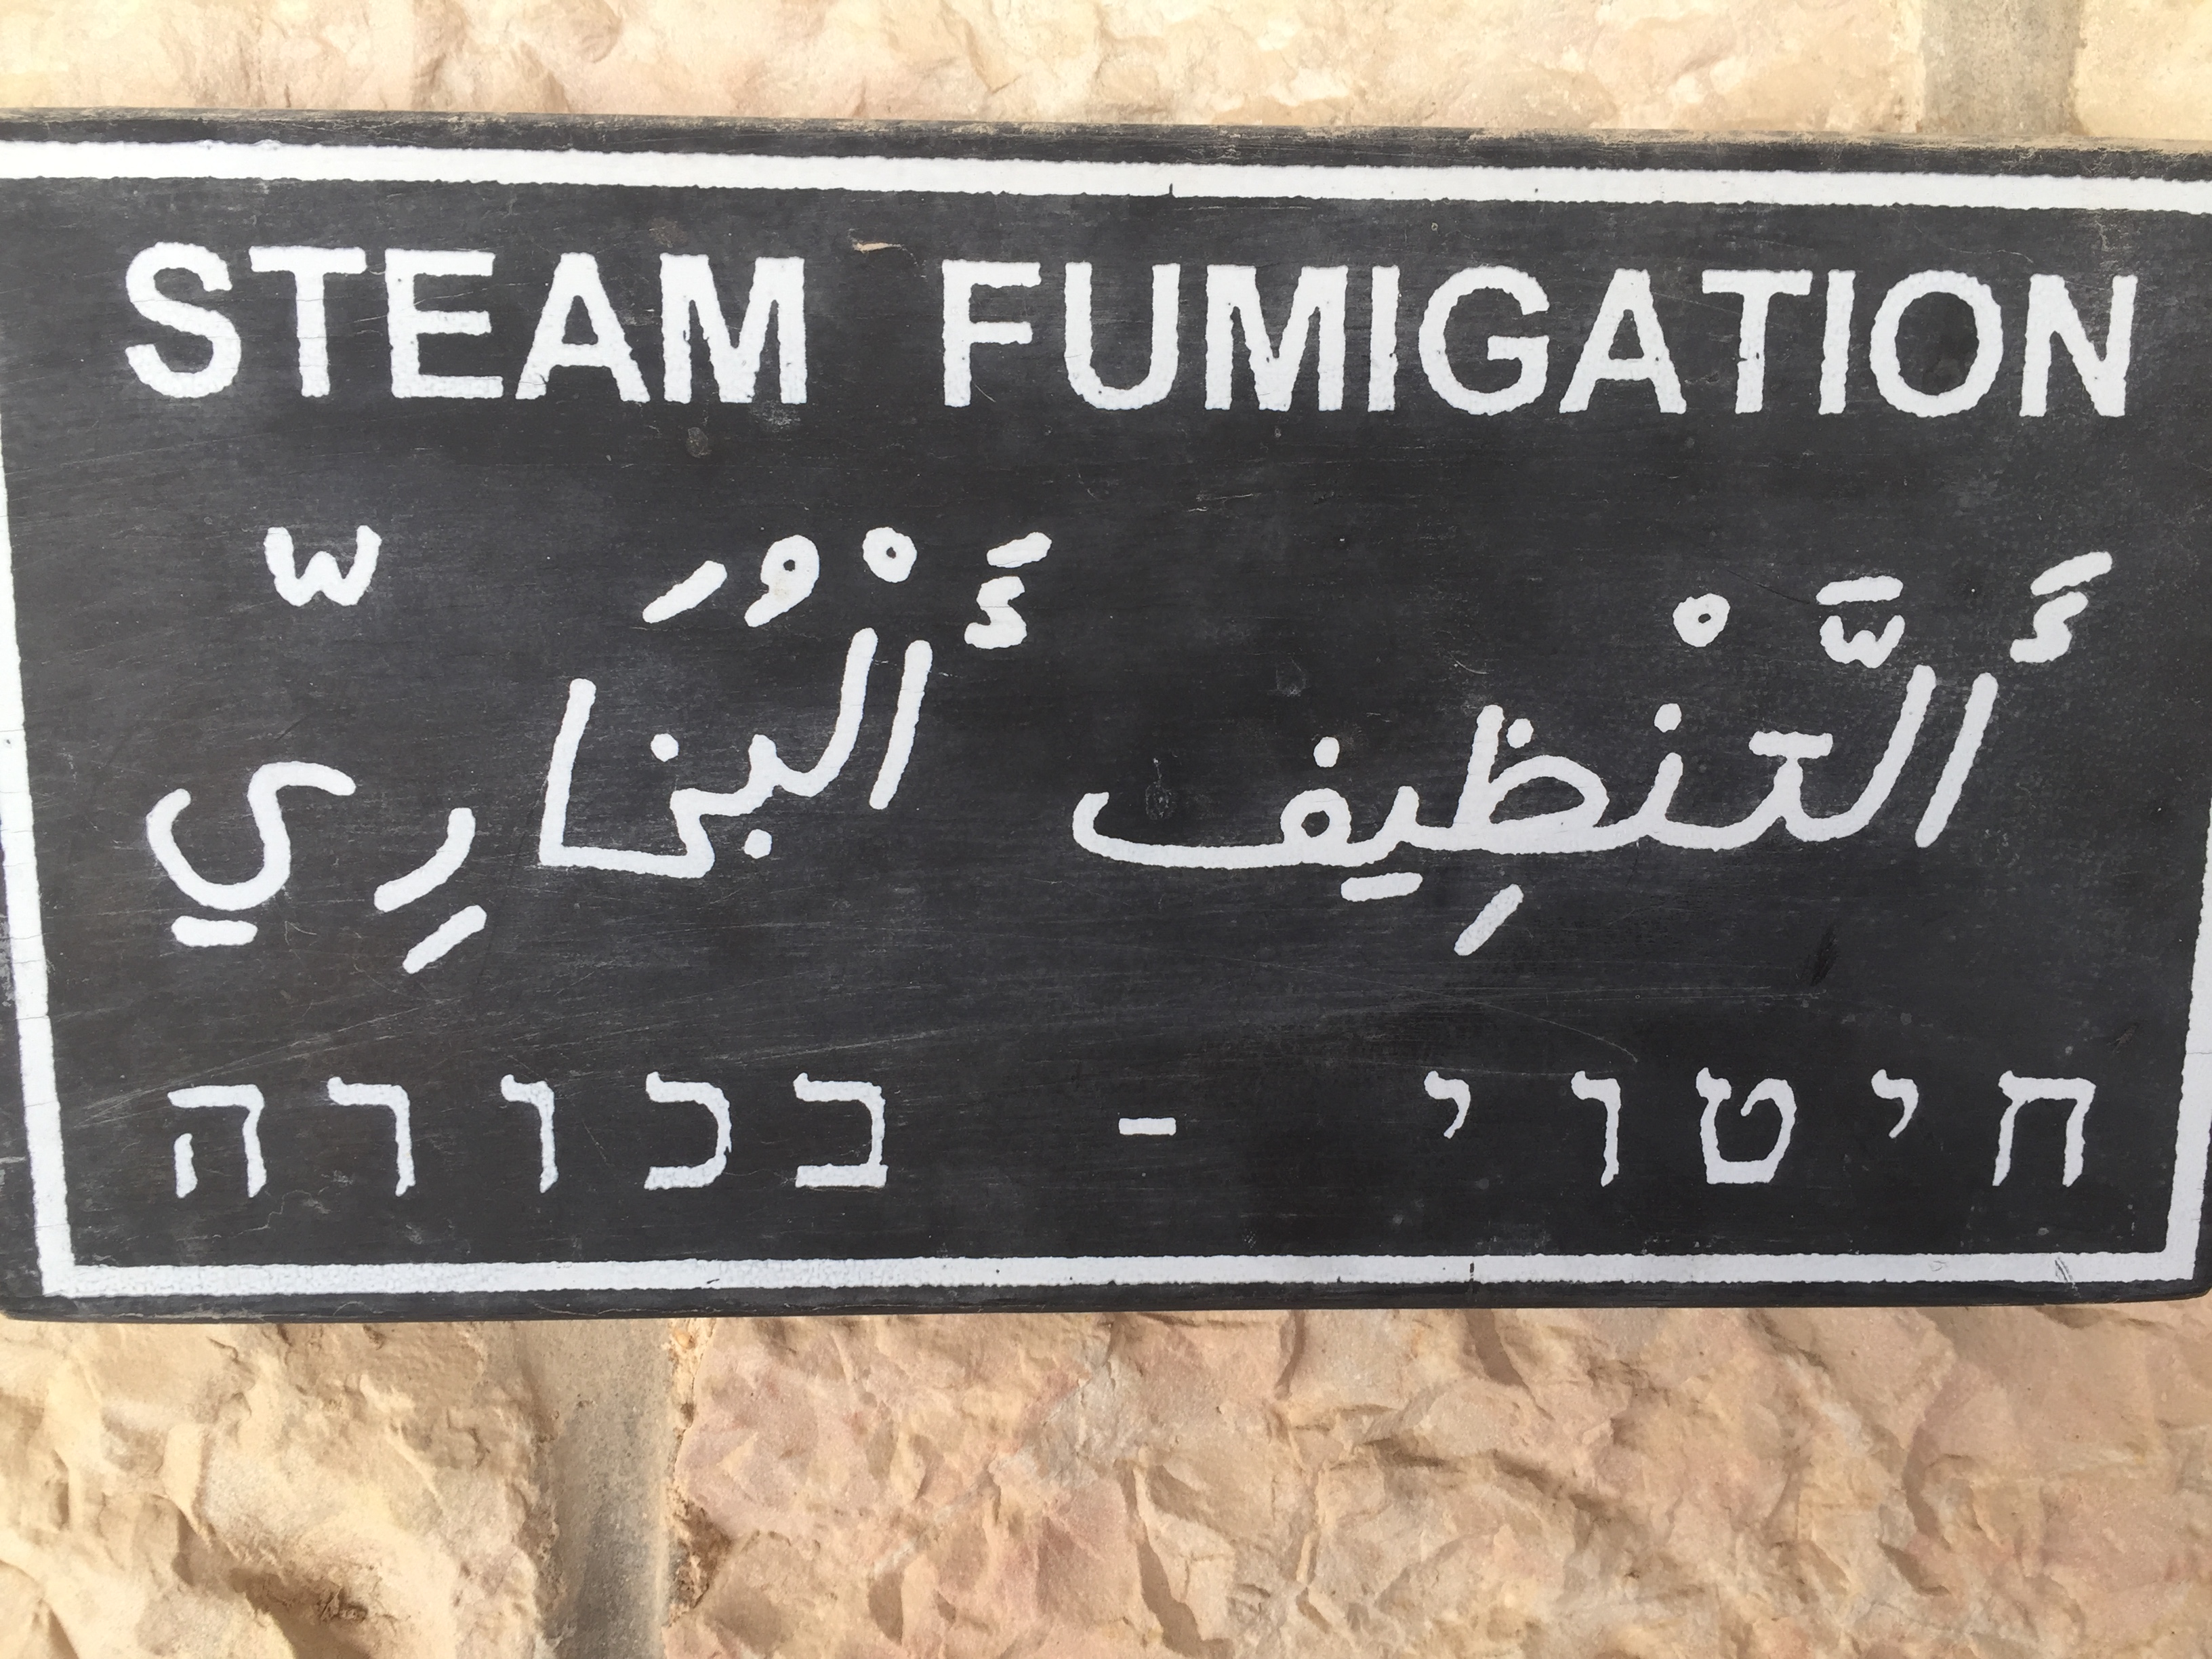 STEAM FUMIGATION
أَلتَّنْظِيف أَلْبُخَارِيّ
חיטוי - בכורה